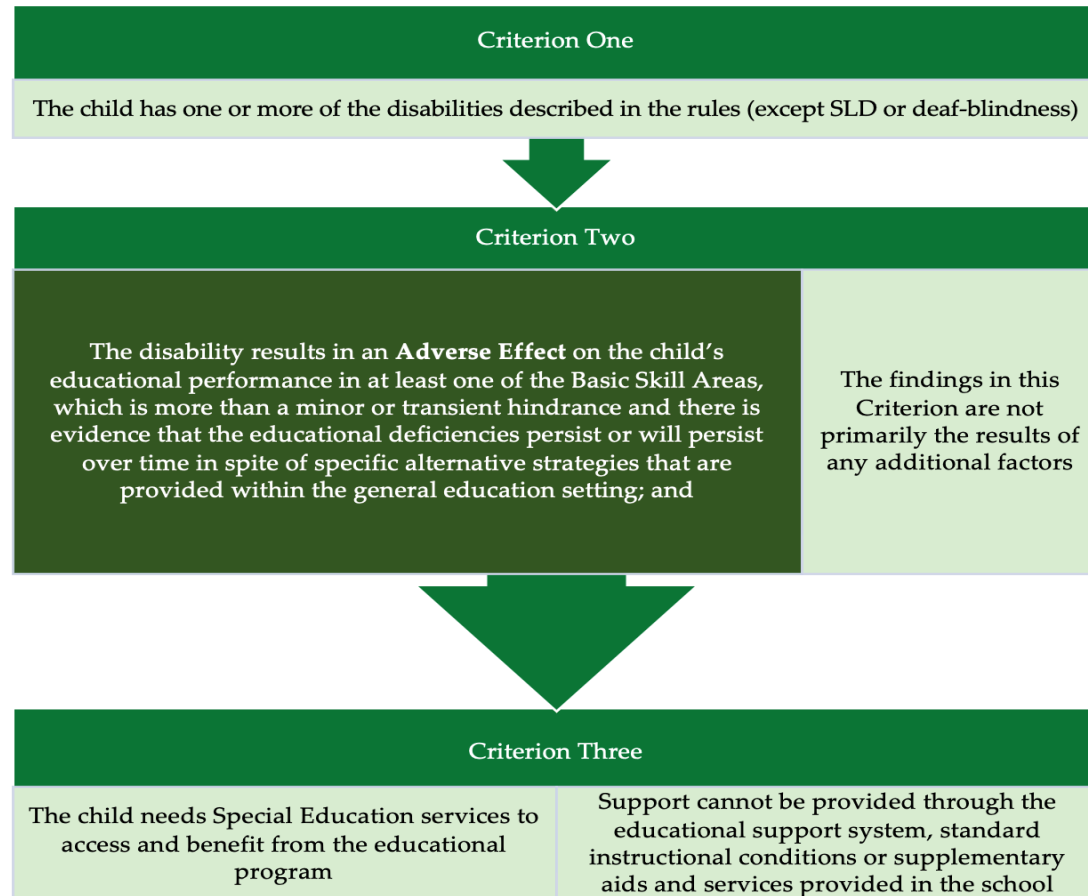 Criterion One
The child has one or more of the disabilities described in the rules (except SLD or deaf-blindness)
Criterion Two
The disability results in an Adverse Effect on the child's
educational performance in at least one of the Basic Skill Areas,
which is more than a minor or transient hindrance and there is
evidence that the educational deficiencies persist or will persist
over time in spite of specific alternative strategies that are
provided within the general education setting; and
The findings in this
Criterion are not
primarily the results of
any additional factors
Criterion Three
The child needs Special Education services to
access and benefit from the educational
program
Support cannot be provided through the
educational support system, standard
instructional conditions or supplementary
aids and services provided in the school